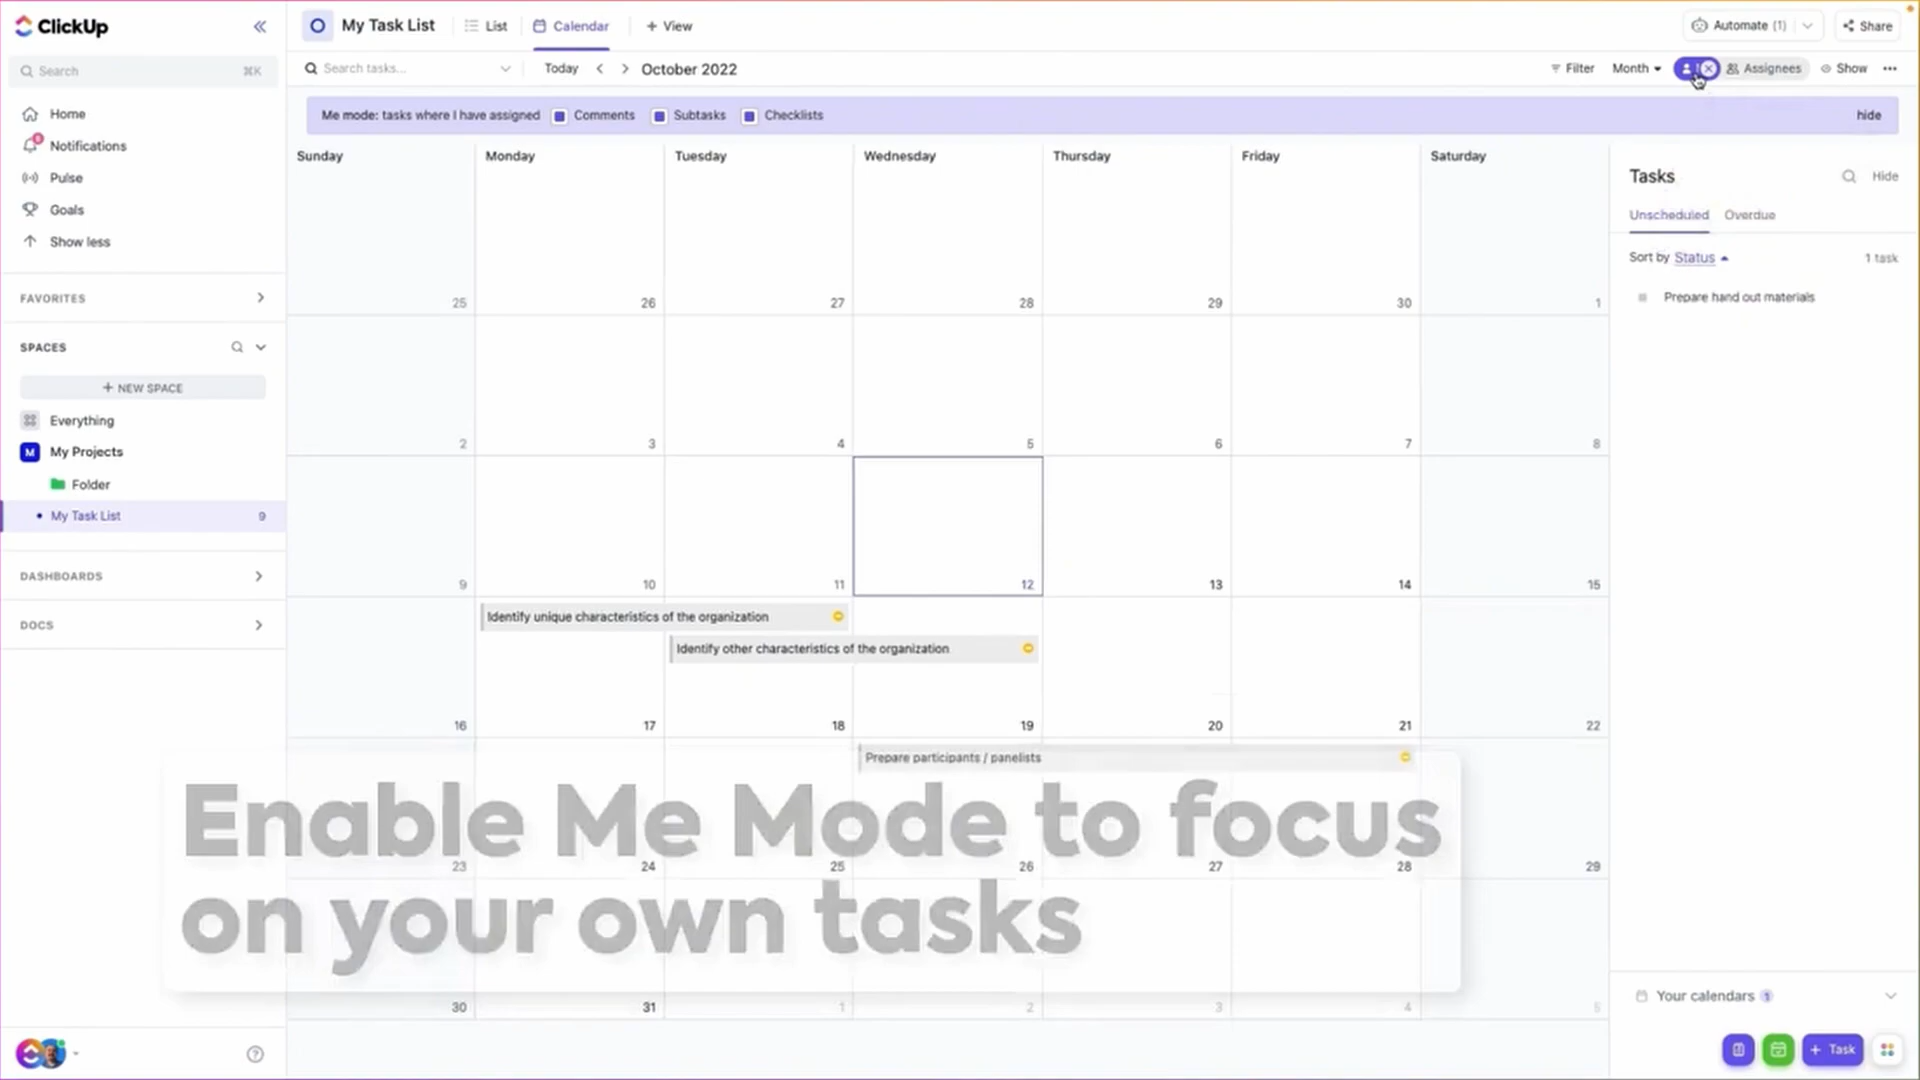 ClickUp
My Task List
List
Calendar
+ View
Automate (1)
Share
Search
⌘K
Search tasks...
Today
October 2022
Filter
Month
Assignees
Show
Home
Notifications
Pulse
Goals
Show less
FAVORITES
SPACES
+ NEW SPACE
Everything
M My Projects
Folder
My Task List 9
DASHBOARDS
DOCS
Me mode: tasks where I have assigned Comments Subtasks Checklists hide
Sunday Monday Tuesday Wednesday Thursday Friday Saturday
25 26 27 28 29 30 1
2 3 4 5 6 7 8
9 10 11 12 13 14 15
Identify unique characteristics of the organization
Identify other characteristics of the organization
16 17 18 19 20 21 22
Prepare participants / panelists
Enable Me Mode to focus
23 24 25 26 27 28 29
on your own tasks
30 31 1 2 3 4 5
Tasks
Hide
Unscheduled Overdue
Sort by Status 1 task
Prepare hand out materials
Your calendars 1
+ Task